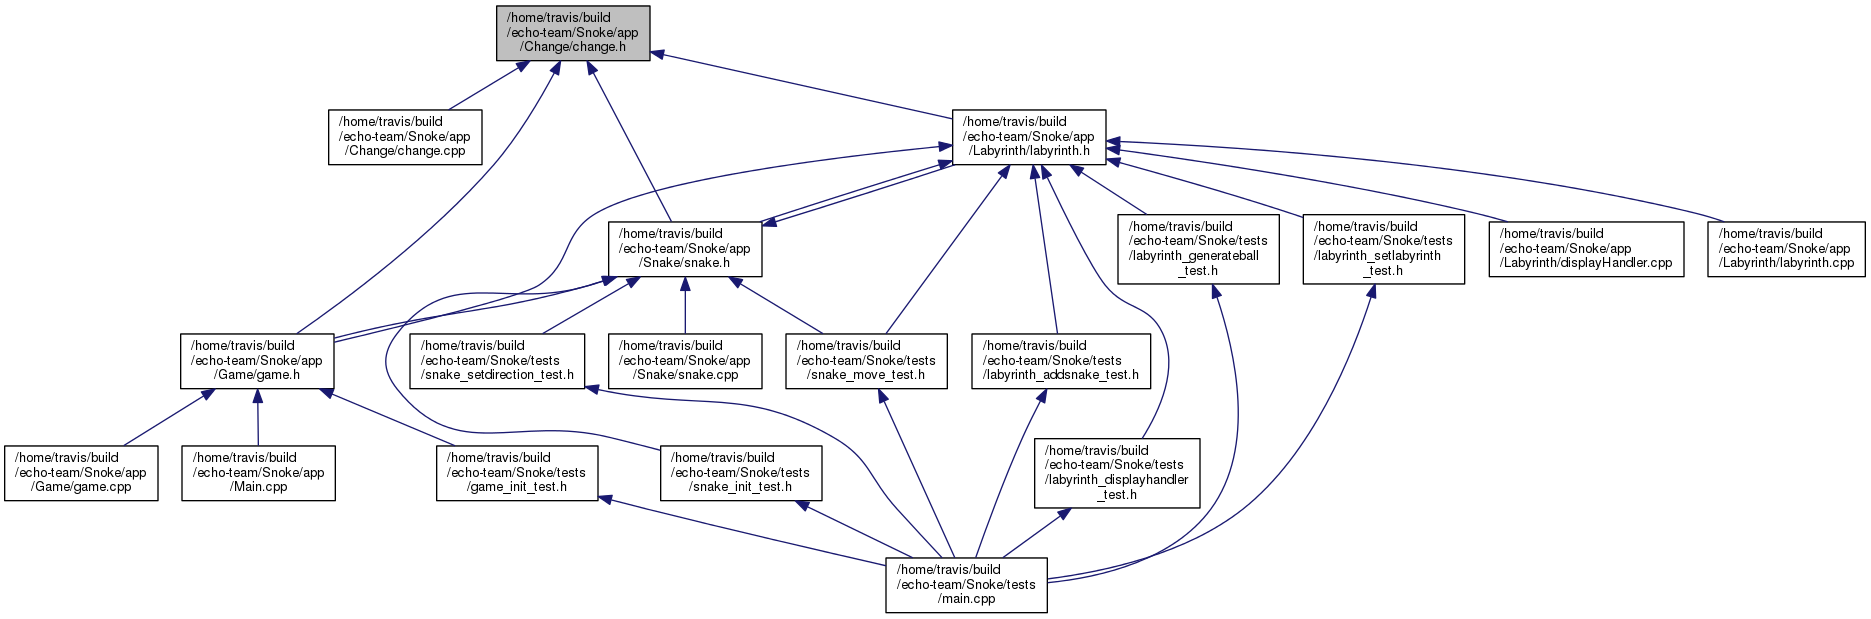 /home/travis/build
/echo-team/Snoke/app
/Change/change.h
/home/travis/build
/echo-team/Snoke/app
/Change/change.cpp
/home/travis/build
/echo-team/Snoke/app
/Labyrinth/labyrinth.h
/home/travis/build
/echo-team/Snoke/app
/Snake/snake.h
/home/travis/build
/echo-team/Snoke/tests
/labyrinth_generateball
_test.h
/home/travis/build
/echo-team/Snoke/tests
/labyrinth_setlabyrinth
_test.h
/home/travis/build
/echo-team/Snoke/app
/Labyrinth/displayHandler.cpp
/home/travis/build
/echo-team/Snoke/app
/Labyrinth/labyrinth.cpp
/home/travis/build
/echo-team/Snoke/app
/Game/game.h
/home/travis/build
/echo-team/Snoke/tests
/snake_setdirection_test.h
/home/travis/build
/echo-team/Snoke/app
/Snake/snake.cpp
/home/travis/build
/echo-team/Snoke/tests
/snake_move_test.h
/home/travis/build
/echo-team/Snoke/tests
/labyrinth_addsnake_test.h
/home/travis/build
/echo-team/Snoke/app
/Game/game.cpp
/home/travis/build
/echo-team/Snoke/app
/Main.cpp
/home/travis/build
/echo-team/Snoke/tests
/game_init_test.h
/home/travis/build
/echo-team/Snoke/tests
/snake_init_test.h
/home/travis/build
/echo-team/Snoke/tests
/labyrinth_displayhandler
_test.h
/home/travis/build
/echo-team/Snoke/tests
/main.cpp